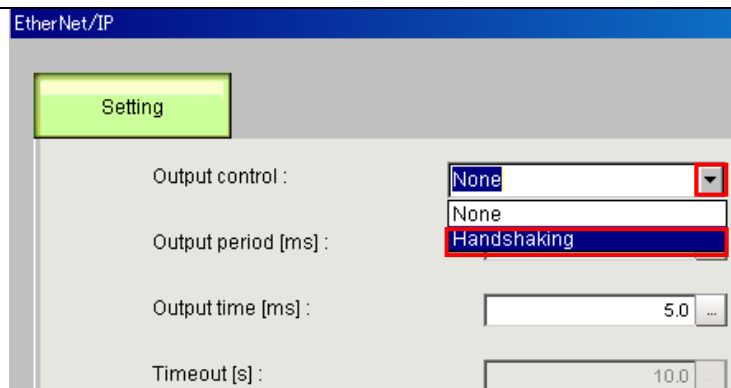 EtherNet/IP
Setting
Output control :
None
None
Handshaking
Output period [ms] :
Output time [ms] :
5.0 ...
Timeout [s] :
10.0